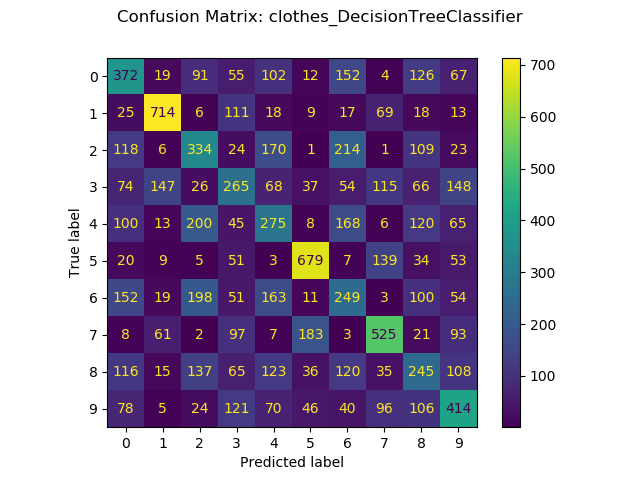 Confusion Matrix: clothes_DecisionTreeClassifier
0 372 19 91 55 102 12 152 4 126 67
1 25 714 6 111 18 9 17 69 18 13
2 118 6 334 24 170 1 214 1 109 23
3 74 147 26 265 68 37 54 115 66 148
4 100 13 200 45 275 8 168 6 120 65
5 20 9 5 51 3 679 7 139 34 53
6 152 19 198 51 163 11 249 3 100 54
7 8 61 2 97 7 183 3 525 21 93
8 116 15 137 65 123 36 120 35 245 108
9 78 5 24 121 70 46 40 96 106 414
0 1 2 3 4 5 6 7 8 9
Predicted label
True label
700
600
500
400
300
200
100